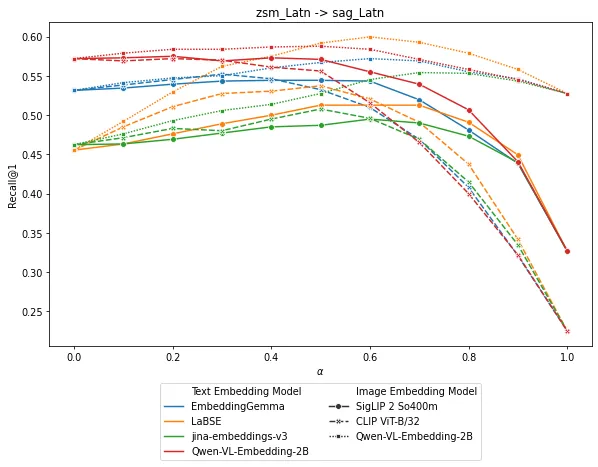 zsm_Latn -> sag_Latn
Recall@1
0.60
0.55
0.50
0.45
0.40
0.35
0.30
0.25
0.0 0.2 0.4 0.6 0.8 1.0
α
Text Embedding Model
EmbeddingGemma
LaBSE
jina-embeddings-v3
Qwen-VL-Embedding-2B
Image Embedding Model
SigLIP 2 So400m
CLIP ViT-B/32
Qwen-VL-Embedding-2B